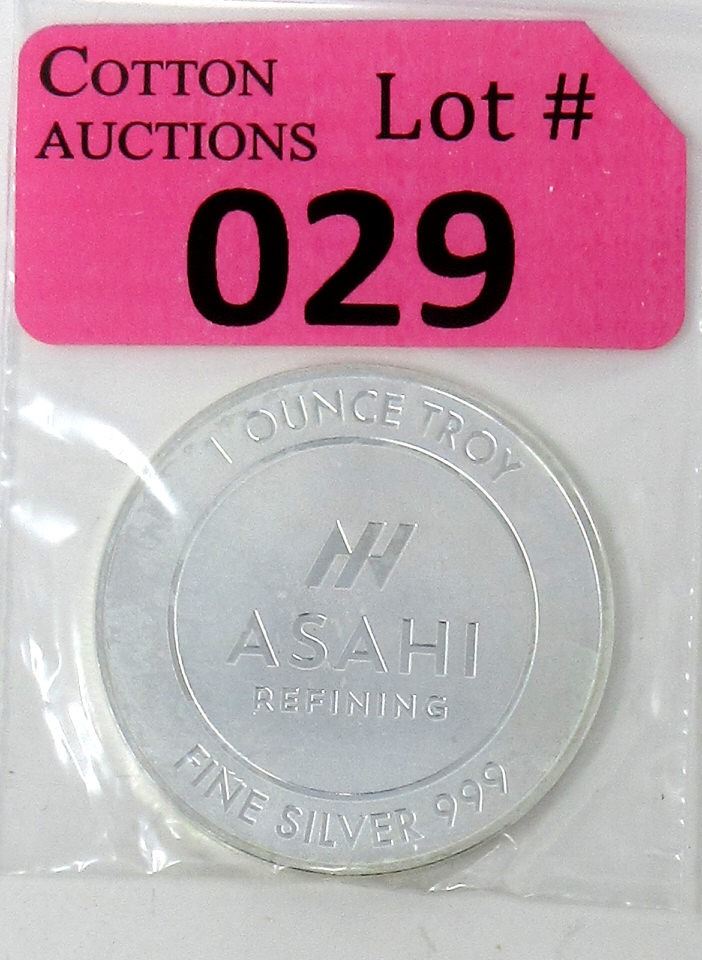 COTTON
AUCTIONS
Lot #
029
1 OUNCE TROY
ASAHI
REFINING
FINE SILVER 999